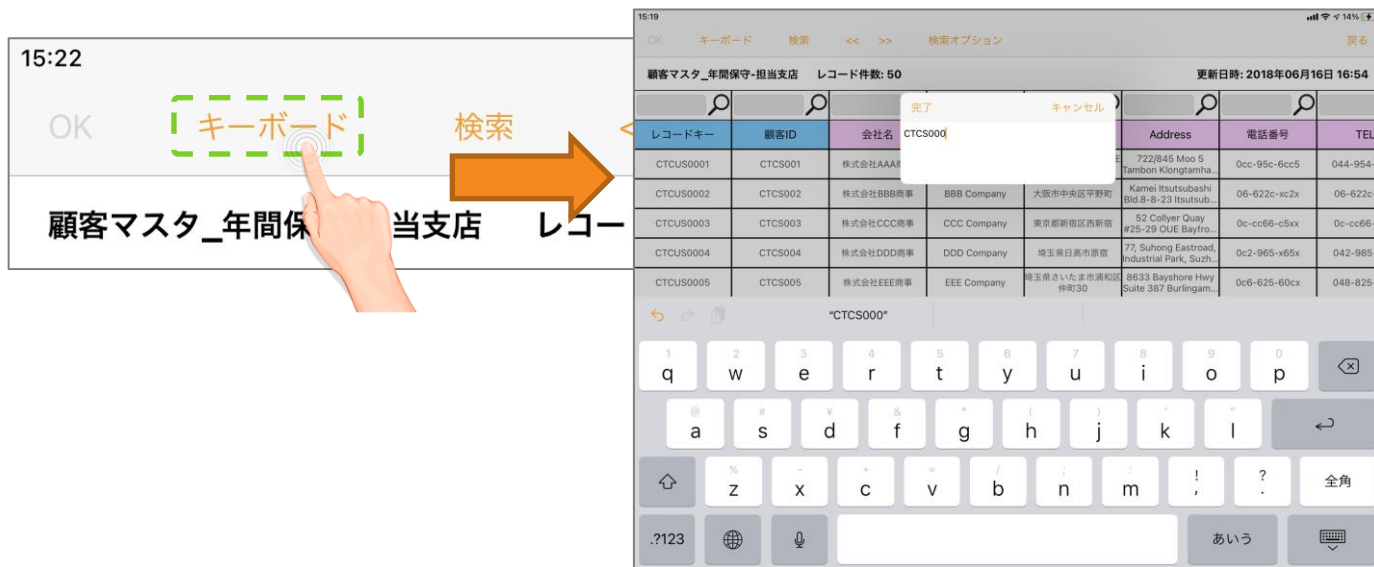 15:22
OK キーボード 検索 <
顧客マスタ_年間保 当支店 レコー
15:19 14%
OK キーボード 検索 << >> 検索オプション 戻る
顧客マスタ_年間保守-担当支店 レコード件数: 50 更新日時: 2018年06月16日 16:54
完了 キャンセル
CTCS000
レコードキー 顧客ID 会社名 Address 電話番号 TEL
CTCUS0001 CTCS001 株式会社AAA 722/845 Moo 5 Tambon Klongtamha... 0cc-95c-6cc5 044-954-
CTCUS0002 CTCS002 株式会社BBB商事 BBB Company 大阪市中央区平野町 Kamei Itsutsubashi Bld.8-8-23 Itsutsub... 06-622c-xc2x 06-622c-
CTCUS0003 CTCS003 株式会社CCC商事 CCC Company 東京都新宿区西新宿 52 Collyer Quay #25-29 OUE Bayfro... 0c-cc66-c5xx 0c-cc66-
CTCUS0004 CTCS004 株式会社DDD商事 DDD Company 埼玉県日高市原宿 77, Suhong Eastroad, Industrial Park, Suzh... 0c2-965-x65x 042-985-
CTCUS0005 CTCS005 株式会社EEE商事 EEE Company 埼玉県さいたま市浦和区仲町30 8633 Bayshore Hwy Suite 387 Burlingam... 0c6-625-60cx 048-825-
"CTCS000"
1 2 3 4 5 6 7 8 9 0
q w e r t y u i o p
@ # ¥ & * ( ) ' "
a s d f g h j k l
% - + = / ; : ! ?
z x c v b n m , . 全角
.?123 あいう